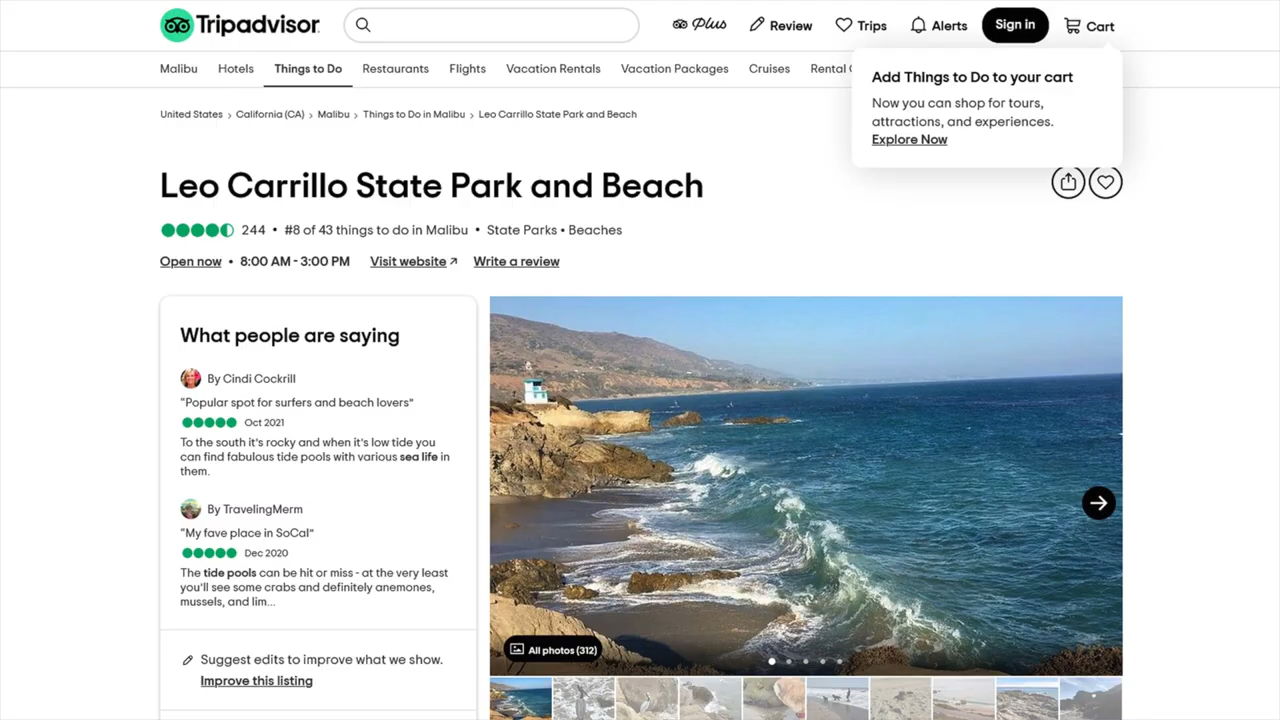 Tripadvisor
Plus
Review
Trips
Alerts
Sign in
Cart
Malibu
Hotels
Things to Do
Restaurants
Flights
Vacation Rentals
Vacation Packages
Cruises
Rental
Add Things to Do to your cart
Now you can shop for tours,
attractions, and experiences.
Explore Now
United States › California (CA) › Malibu › Things to Do in Malibu › Leo Carrillo State Park and Beach
Leo Carrillo State Park and Beach
244 • #8 of 43 things to do in Malibu • State Parks • Beaches
Open now • 8:00 AM - 3:00 PM Visit website Write a review
What people are saying
By Cindi Cockrill
"Popular spot for surfers and beach lovers"
Oct 2021
To the south it's rocky and when it's low tide you
can find fabulous tide pools with various sea life in
them.
By TravelingMerm
"My fave place in SoCal"
Dec 2020
The tide pools can be hit or miss - at the very least
you'll see some crabs and definitely anemones,
mussels, and lim...
Suggest edits to improve what we show.
Improve this listing
All photos (312)